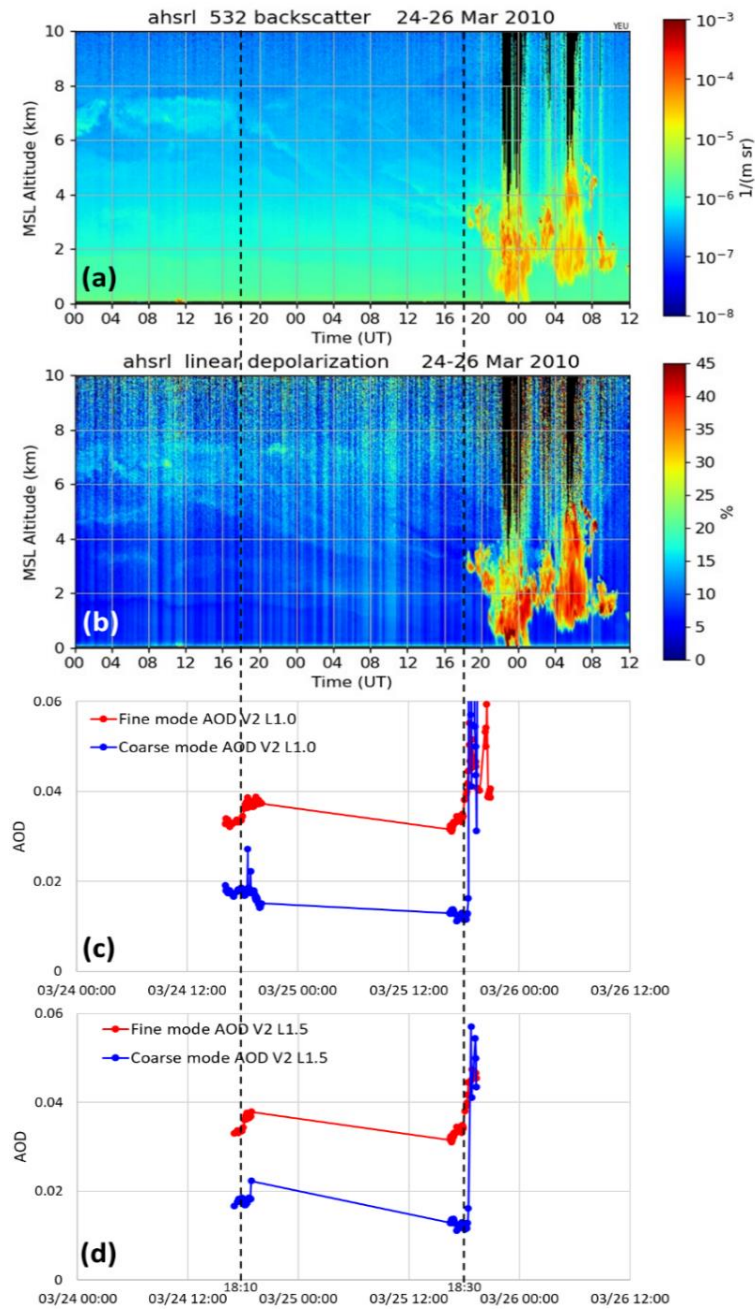 ahsrl 532 backscatter 24-26 Mar 2010
YEU
10
8
6
4
2
0
MSL Altitude (km)
(a)
00 04 08 12 16 20 00 04 08 12 16 20 00 04 08 12
Time (UT)
10⁻³
10⁻⁴
10⁻⁵
10⁻⁶
10⁻⁷
10⁻⁸
1/(m sr)
ahsrl linear depolarization 24-26 Mar 2010
10
8
6
4
2
0
MSL Altitude (km)
(b)
00 04 08 12 16 20 00 04 08 12 16 20 00 04 08 12
Time (UT)
45
40
35
30
25
20
15
10
5
0
%
0.06
0.04
0.02
0
AOD
Fine mode AOD V2 L1.0
Coarse mode AOD V2 L1.0
(c)
03/24 00:00 03/24 12:00 03/25 00:00 03/25 12:00 03/26 00:00 03/26 12:00
0.06
0.04
0.02
0
AOD
Fine mode AOD V2 L1.5
Coarse mode AOD V2 L1.5
(d)
18:10 18:30
03/24 00:00 03/24 12:00 03/25 00:00 03/25 12:00 03/26 00:00 03/26 12:00